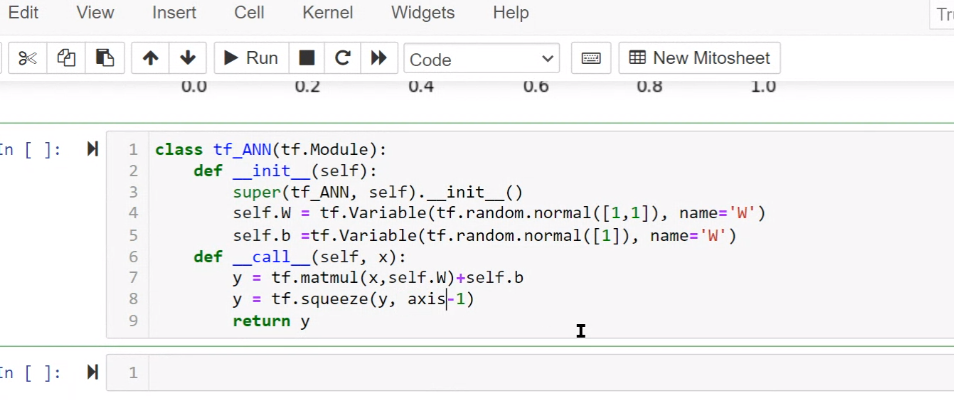 Edit View Insert Cell Kernel Widgets Help
Run Code New Mitosheet
0.0 0.2 0.4 0.6 0.8 1.0
[ ]: 1 class tf_ANN(tf.Module):
2 def __init__(self):
3 super(tf_ANN, self).__init__()
4 self.W = tf.Variable(tf.random.normal([1,1]), name='W')
5 self.b =tf.Variable(tf.random.normal([1]), name='W')
6 def __call__(self, x):
7 y = tf.matmul(x,self.W)+self.b
8 y = tf.squeeze(y, axis-1)
9 return y
[ ]: 1